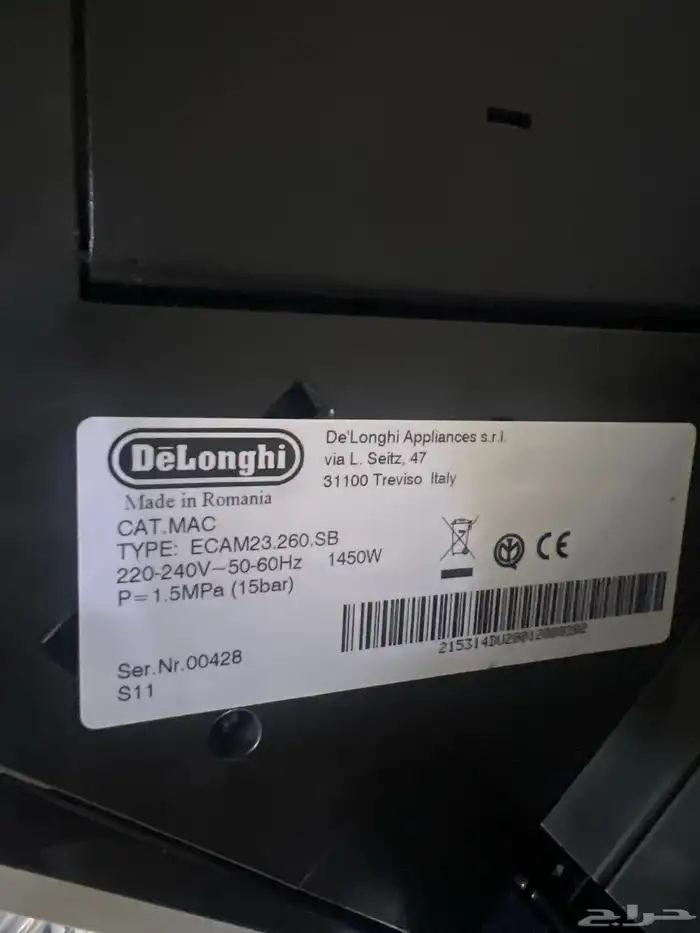 DēLonghi
De'Longhi Appliances s.r.l.
via L. Seitz, 47
31100 Treviso Italy
Made in Romania
CAT.MAC
TYPE: ECAM23.260.SB
220-240V~50-60Hz 1450W
P=1.5MPa (15bar)
CE
Ser.Nr.00428
S11
حراج